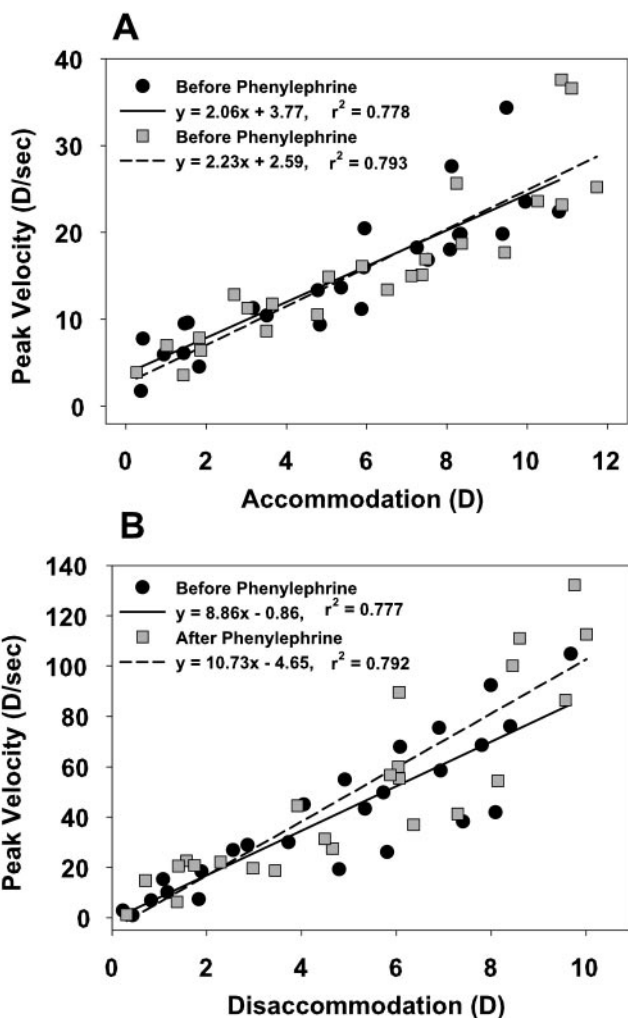 A
Peak Velocity (D/sec)
40
30
20
10
0
Before Phenylephrine
y = 2.06x + 3.77, r² = 0.778
Before Phenylephrine
y = 2.23x + 2.59, r² = 0.793
0 2 4 6 8 10 12
Accommodation (D)
B
Peak Velocity (D/sec)
140
120
100
80
60
40
20
0
Before Phenylephrine
y = 8.86x - 0.86, r² = 0.777
After Phenylephrine
y = 10.73x - 4.65, r² = 0.792
0 2 4 6 8 10
Disaccommodation (D)